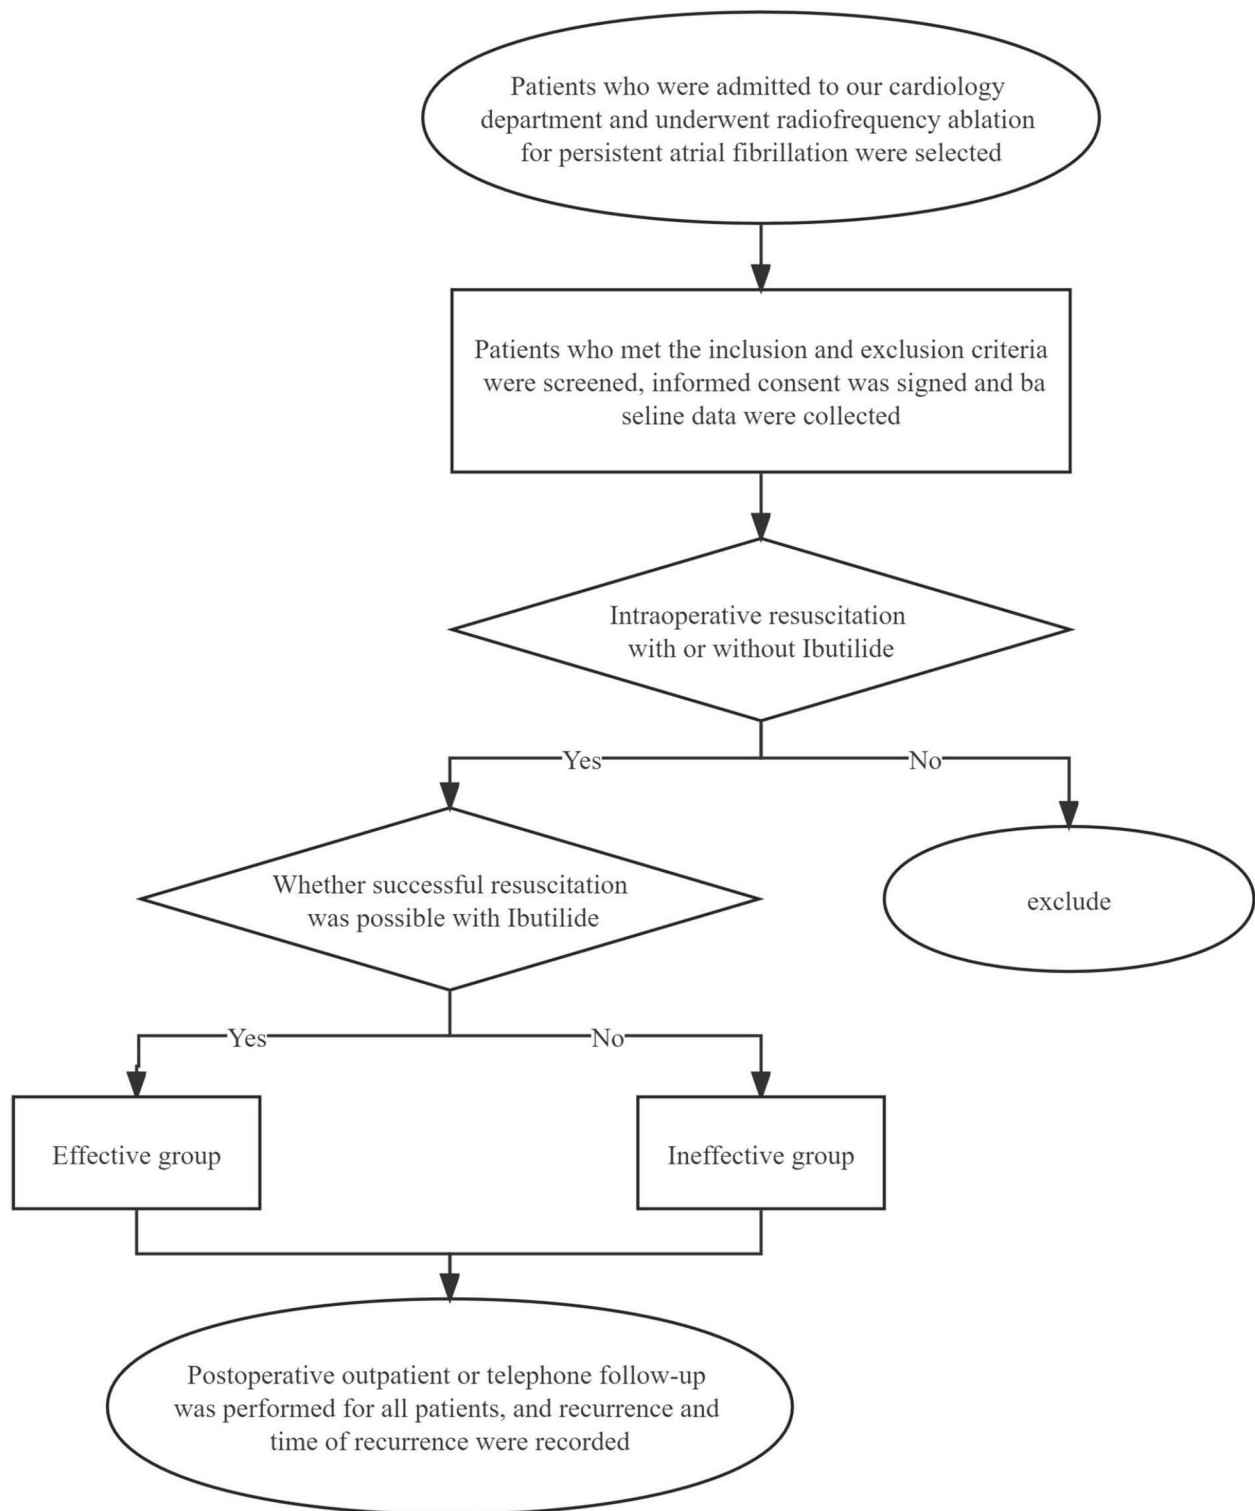 Patients who were admitted to our cardiology
department and underwent radiofrequency ablation
for persistent atrial fibrillation were selected
Patients who met the inclusion and exclusion criteria
were screened, informed consent was signed and ba
seline data were collected
Intraoperative resuscitation
with or without Ibutilide
Yes
No
Whether successful resuscitation
was possible with Ibutilide
exclude
Yes
No
Effective group
Ineffective group
Postoperative outpatient or telephone follow-up
was performed for all patients, and recurrence and
time of recurrence were recorded